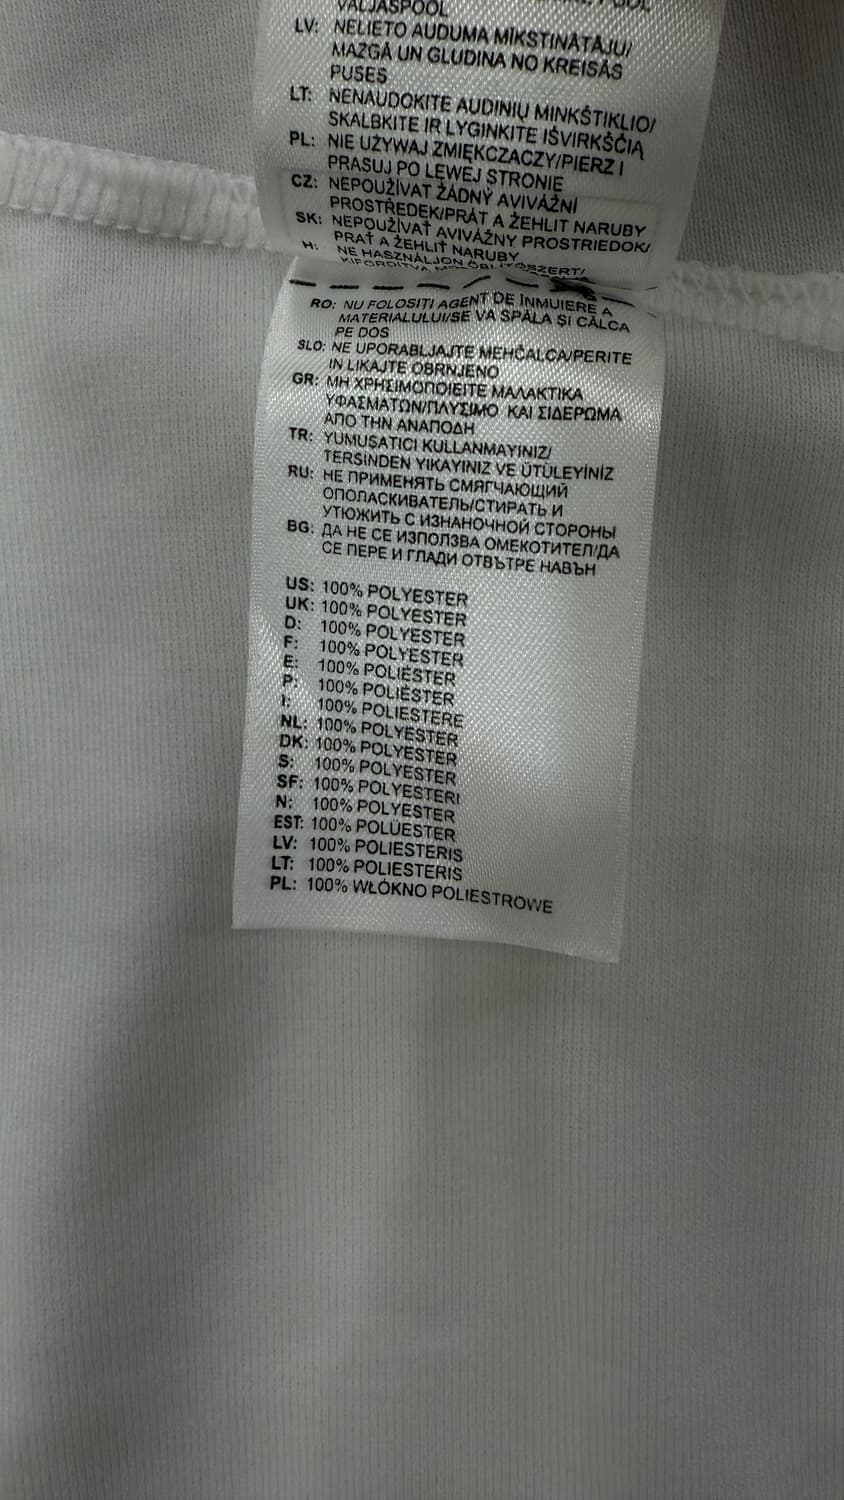 VALJASPOOL
LV: NELIETO AUDUMA MĪKSTINĀTĀJU/
MAZGĀ UN GLUDINA NO KREISĀS
PUSES
LT: NENAUDOKITE AUDINIŲ MINKŠTIKLIO/
SKALBKITE IR LYGINKITE IŠVIRKŠČIĄ
PL: NIE UŻYWAJ ZMIĘKCZACZY/PIERZ I
PRASUJ PO LEWEJ STRONIE
CZ: NEPOUŽÍVAT ŽÁDNÝ AVIVÁŽNÍ
PROSTŘEDEK/PRÁT A ŽEHLIT NARUBY
SK: NEPOUŽÍVAŤ AVIVÁŽNY PROSTRIEDOK/
PRAŤ A ŽEHLIŤ NARUBY
H: NE HASZNÁLJON ÖBLÍTŐSZERT/
RO: NU FOLOSIȚI AGENT DE INMUIERE A
MATERIALULUI/SE VA SPĂLA ȘI CĂLCA
PE DOS
SLO: NE UPORABLJAJTE MEHČALCA/PERITE
IN LIKAJTE OBRNJENO
GR: ΜΗ ΧΡΗΣΙΜΟΠΟΙΕΙΤΕ ΜΑΛΑΚΤΙΚΑ
ΥΦΑΣΜΑΤΩΝ/ΠΛΥΣΙΜΟ ΚΑΙ ΣΙΔΕΡΩΜΑ
ΑΠΟ ΤΗΝ ΑΝΑΠΟΔΗ
TR: YUMUSATICI KULLANMAYINIZ/
TERSİNDEN YIKAYINIZ VE ÜTÜLEYİNİZ
RU: НЕ ПРИМЕНЯТЬ СМЯГЧАЮЩИЙ
ОПОЛАСКИВАТЕЛЬ/СТИРАТЬ И
УТЮЖИТЬ С ИЗНАНОЧНОЙ СТОРОНЫ
BG: ДА НЕ СЕ ИЗПОЛЗВА ОМЕКОТИТЕЛ/ДА
СЕ ПЕРЕ И ГЛАДИ ОТВЪТРЕ НАВЪН
US: 100% POLYESTER
UK: 100% POLYESTER
D: 100% POLYESTER
F: 100% POLYESTER
E: 100% POLIÉSTER
P: 100% POLIÉSTER
I: 100% POLIESTERE
NL: 100% POLYESTER
DK: 100% POLYESTER
S: 100% POLYESTER
SF: 100% POLYESTERI
N: 100% POLYESTER
EST: 100% POLÜESTER
LV: 100% POLIESTERIS
LT: 100% POLIESTERIS
PL: 100% WŁÓKNO POLIESTROWE